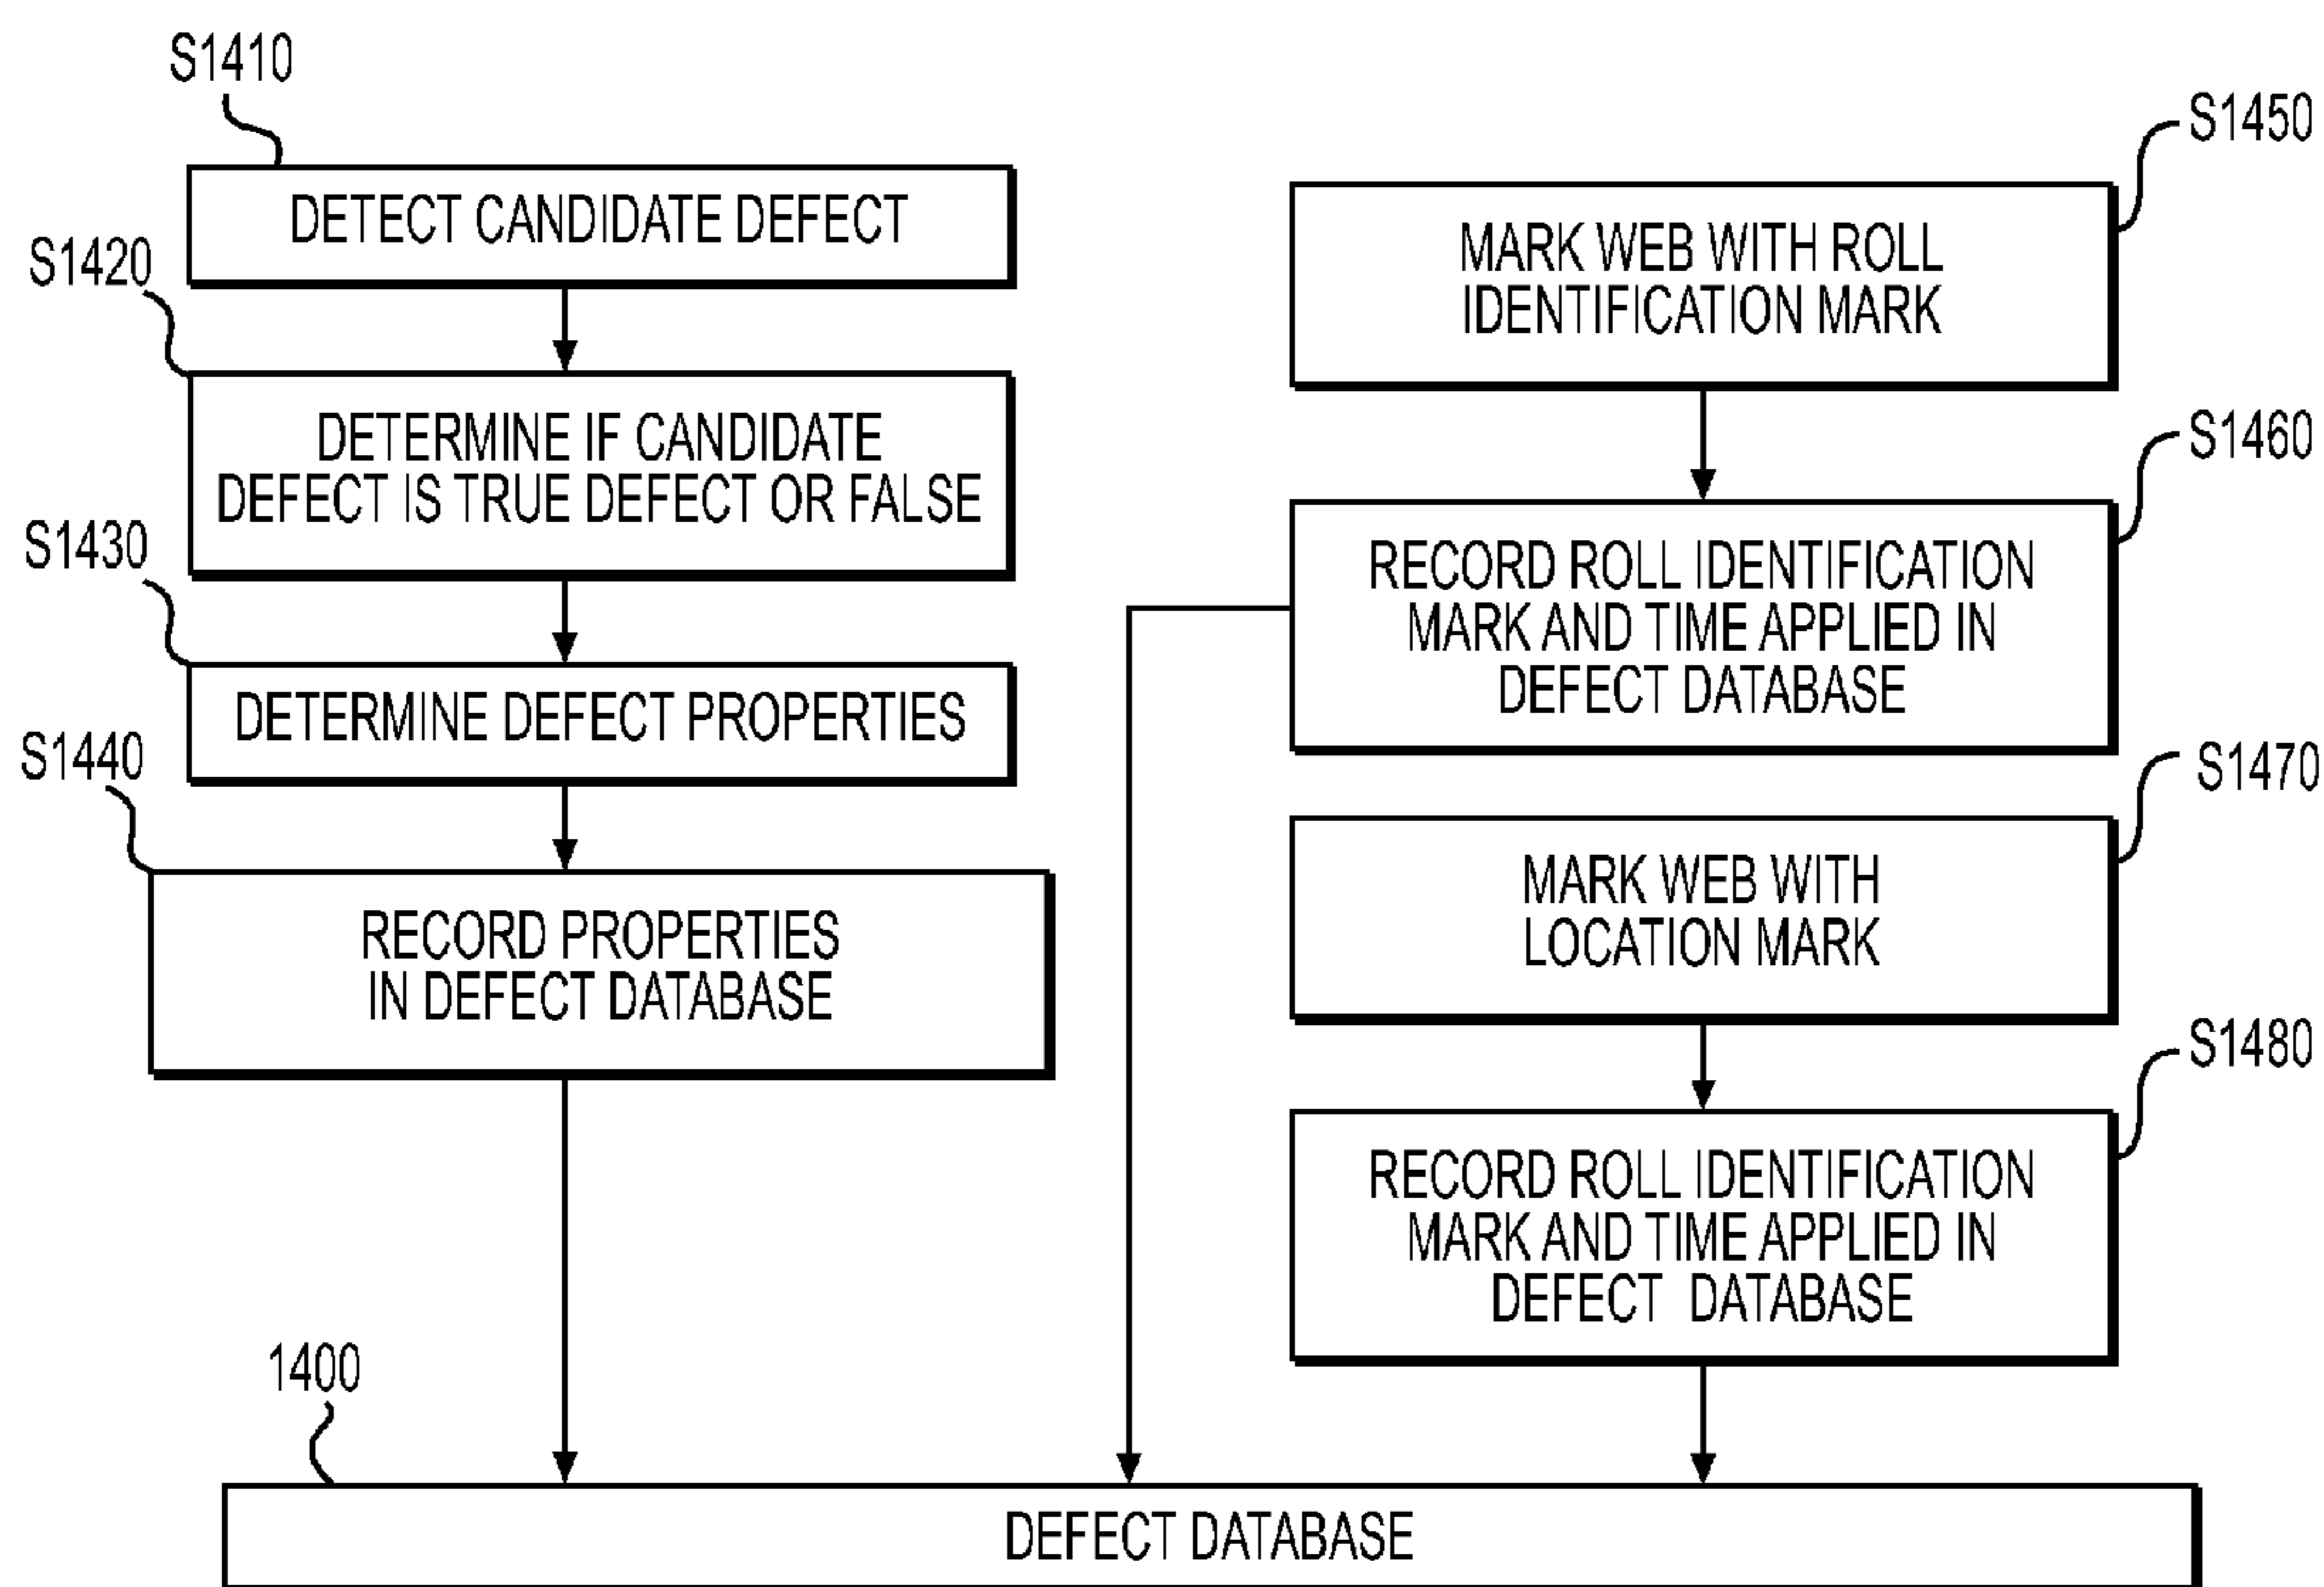 S1410
DETECT CANDIDATE DEFECT
S1420
DETERMINE IF CANDIDATE
DEFECT IS TRUE DEFECT OR FALSE
S1430
DETERMINE DEFECT PROPERTIES
S1440
RECORD PROPERTIES
IN DEFECT DATABASE
S1450
MARK WEB WITH ROLL
IDENTIFICATION MARK
S1460
RECORD ROLL IDENTIFICATION
MARK AND TIME APPLIED IN
DEFECT DATABASE
S1470
MARK WEB WITH
LOCATION MARK
S1480
RECORD ROLL IDENTIFICATION
MARK AND TIME APPLIED IN
DEFECT DATABASE
1400
DEFECT DATABASE